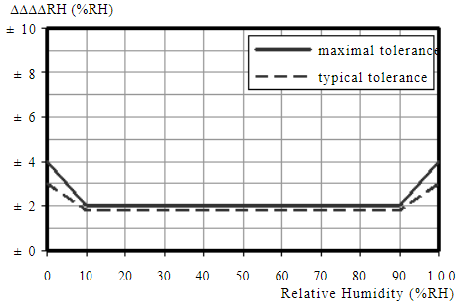 ΔΔΔΔRH (%RH)
± 10
± 8
± 6
± 4
± 2
± 0
maximal tolerance
typical tolerance
0 10 20 30 40 50 60 70 80 90 1 0 0
Relative Humidity (%RH)